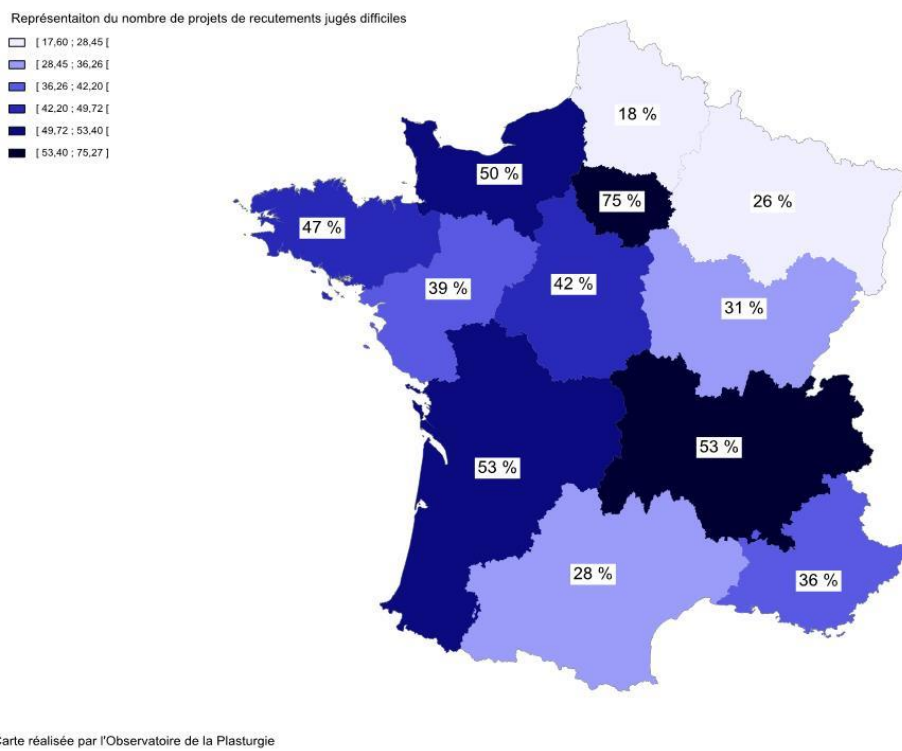 Représentaiton du nombre de projets de recutements jugés difficiles
[ 17,60 ; 28,45 [
[ 28,45 ; 36,26 [
[ 36,26 ; 42,20 [
[ 42,20 ; 49,72 [
[ 49,72 ; 53,40 [
[ 53,40 ; 75,27 ]
18 %
50 %
75 %
26 %
47 %
39 %
42 %
31 %
53 %
53 %
28 %
36 %
Carte réalisée par l'Observatoire de la Plasturgie